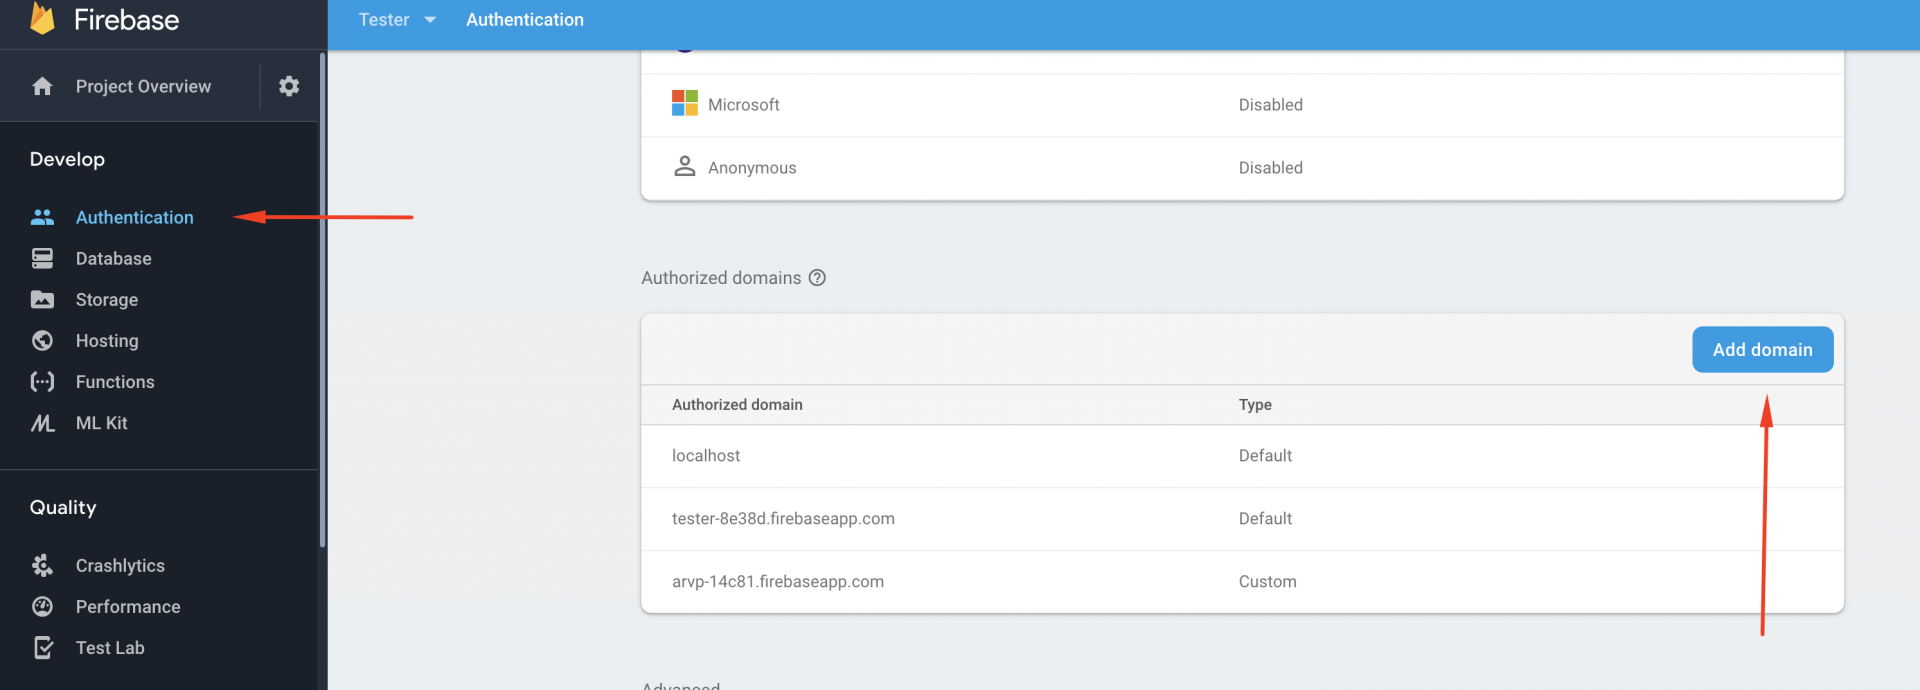 Firebase
Tester
Authentication
Project Overview
Develop
Authentication
Database
Storage
Hosting
Functions
ML Kit
Quality
Crashlytics
Performance
Test Lab
Microsoft Disabled
Anonymous Disabled
Authorized domains
Add domain
Authorized domain Type
localhost Default
tester-8e38d.firebaseapp.com Default
arvp-14c81.firebaseapp.com Custom
Advanced